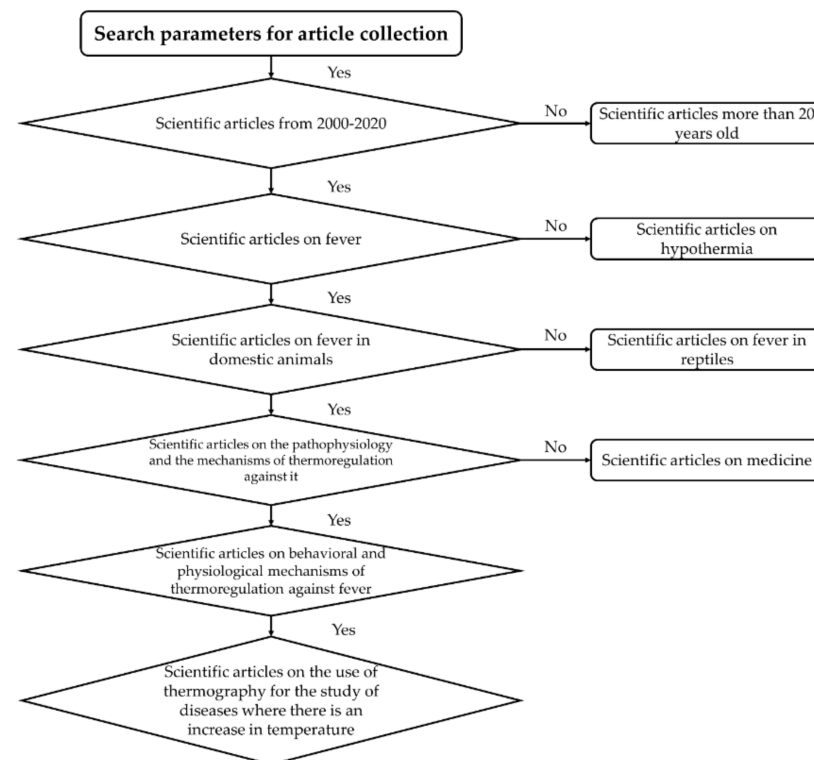 Search parameters for article collection
Yes
Scientific articles from 2000-2020
No
Scientific articles more than 20
years old
Yes
Scientific articles on fever
No
Scientific articles on
hypothermia
Yes
Scientific articles on fever in
domestic animals
No
Scientific articles on fever in
reptiles
Yes
Scientific articles on the pathophysiology
and the mechanisms of thermoregulation
against it
No
Scientific articles on medicine
Yes
Scientific articles on behavioral and
physiological mechanisms of
thermoregulation against fever
Yes
Scientific articles on the use of
thermography for the study of
diseases where there is an
increase in temperature